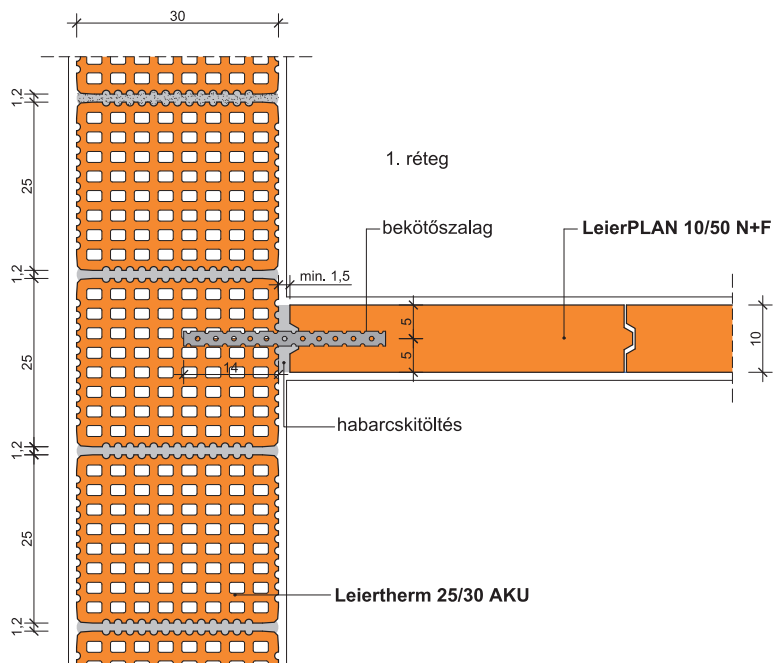 30
1,2
25
1. réteg
bekötőszalag
LeierPLAN 10/50 N+F
1,2
min. 1,5
5
10
25
5
14
habarcskitöltés
1,2
25
Leiertherm 25/30 AKU
1,2